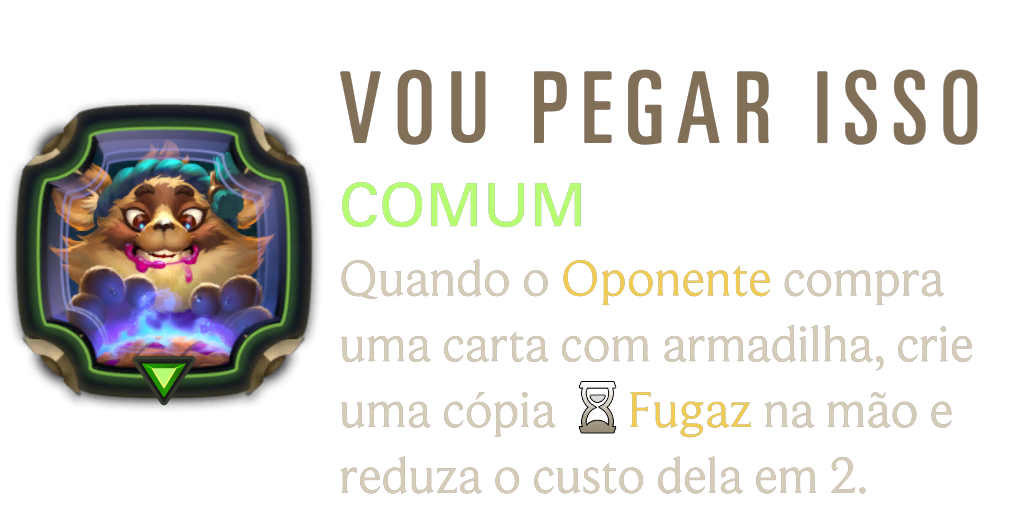 VOU PEGAR ISSO
COMUM
Quando o Oponente compra
uma carta com armadilha, crie
uma cópia Fugaz na mão e
reduza o custo dela em 2.